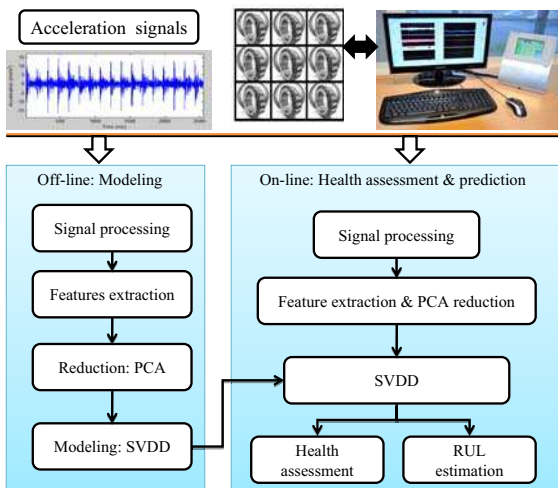 Acceleration signals
Off-line: Modeling
Signal processing
Features extraction
Reduction: PCA
Modeling: SVDD
On-line: Health assessment & prediction
Signal processing
Feature extraction & PCA reduction
SVDD
Health
assessment
RUL
estimation